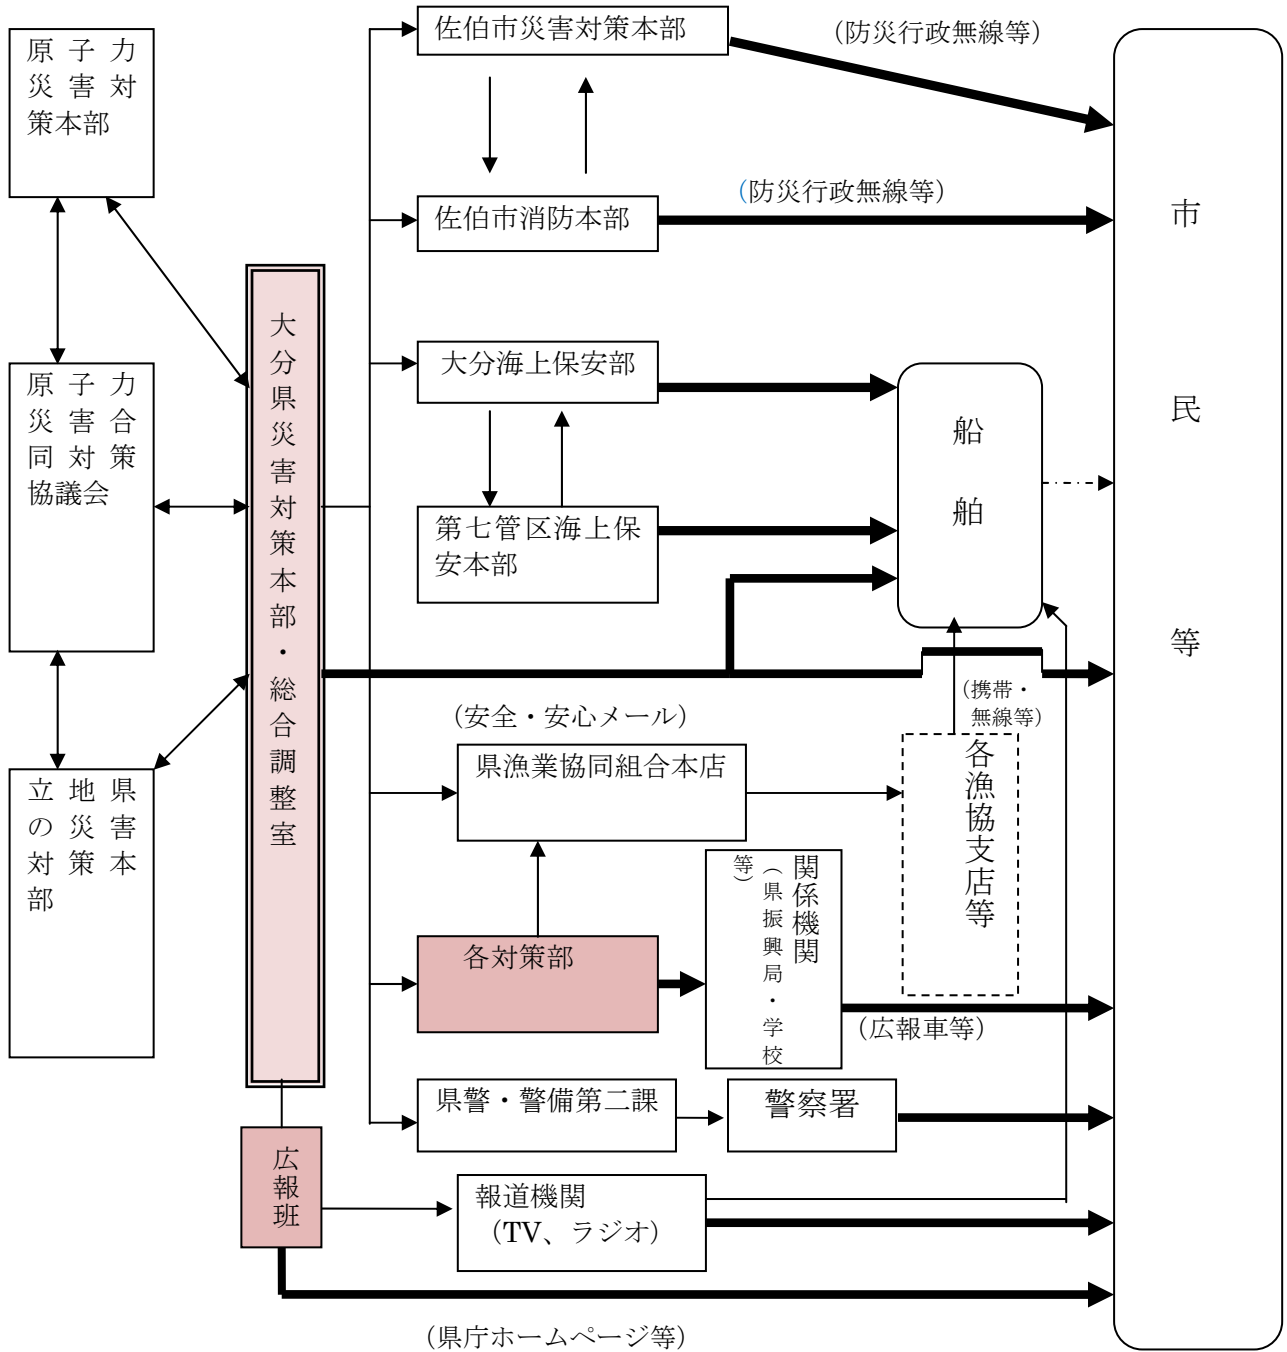 原子力
災害対
策本部
原子力
災害合
同対策
協議会
立地県
の災害
対策本
部
大分県災害対策本部・総合調整室
広報班
佐伯市災害対策本部
(防災行政無線等)
佐伯市消防本部
(防災行政無線等)
大分海上保安部
第七管区海上保
安本部
船舶
(安全・安心メール)
(携帯・
無線等)
県漁業協同組合本店
各漁協支店等
各対策部
関係機関
(県振興局・学校
等)
(広報車等)
県警・警備第二課
警察署
報道機関
(TV、ラジオ)
(県庁ホームページ等)
市民等